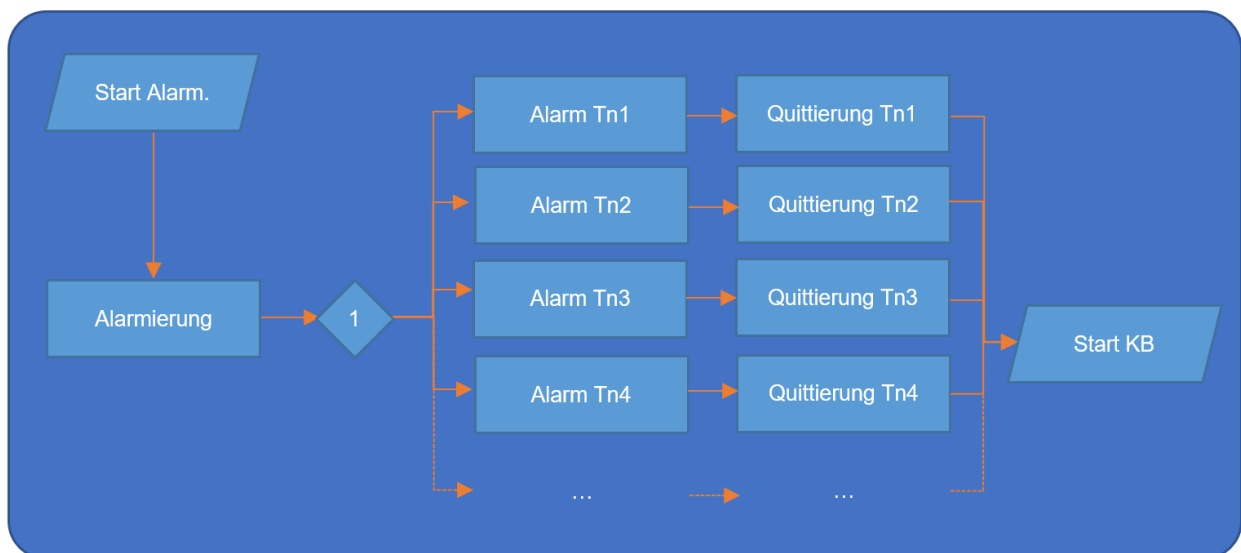 Start Alarm.
Alarmierung
1
Alarm Tn1
Quittierung Tn1
Alarm Tn2
Quittierung Tn2
Alarm Tn3
Quittierung Tn3
Alarm Tn4
Quittierung Tn4
…
…
Start KB